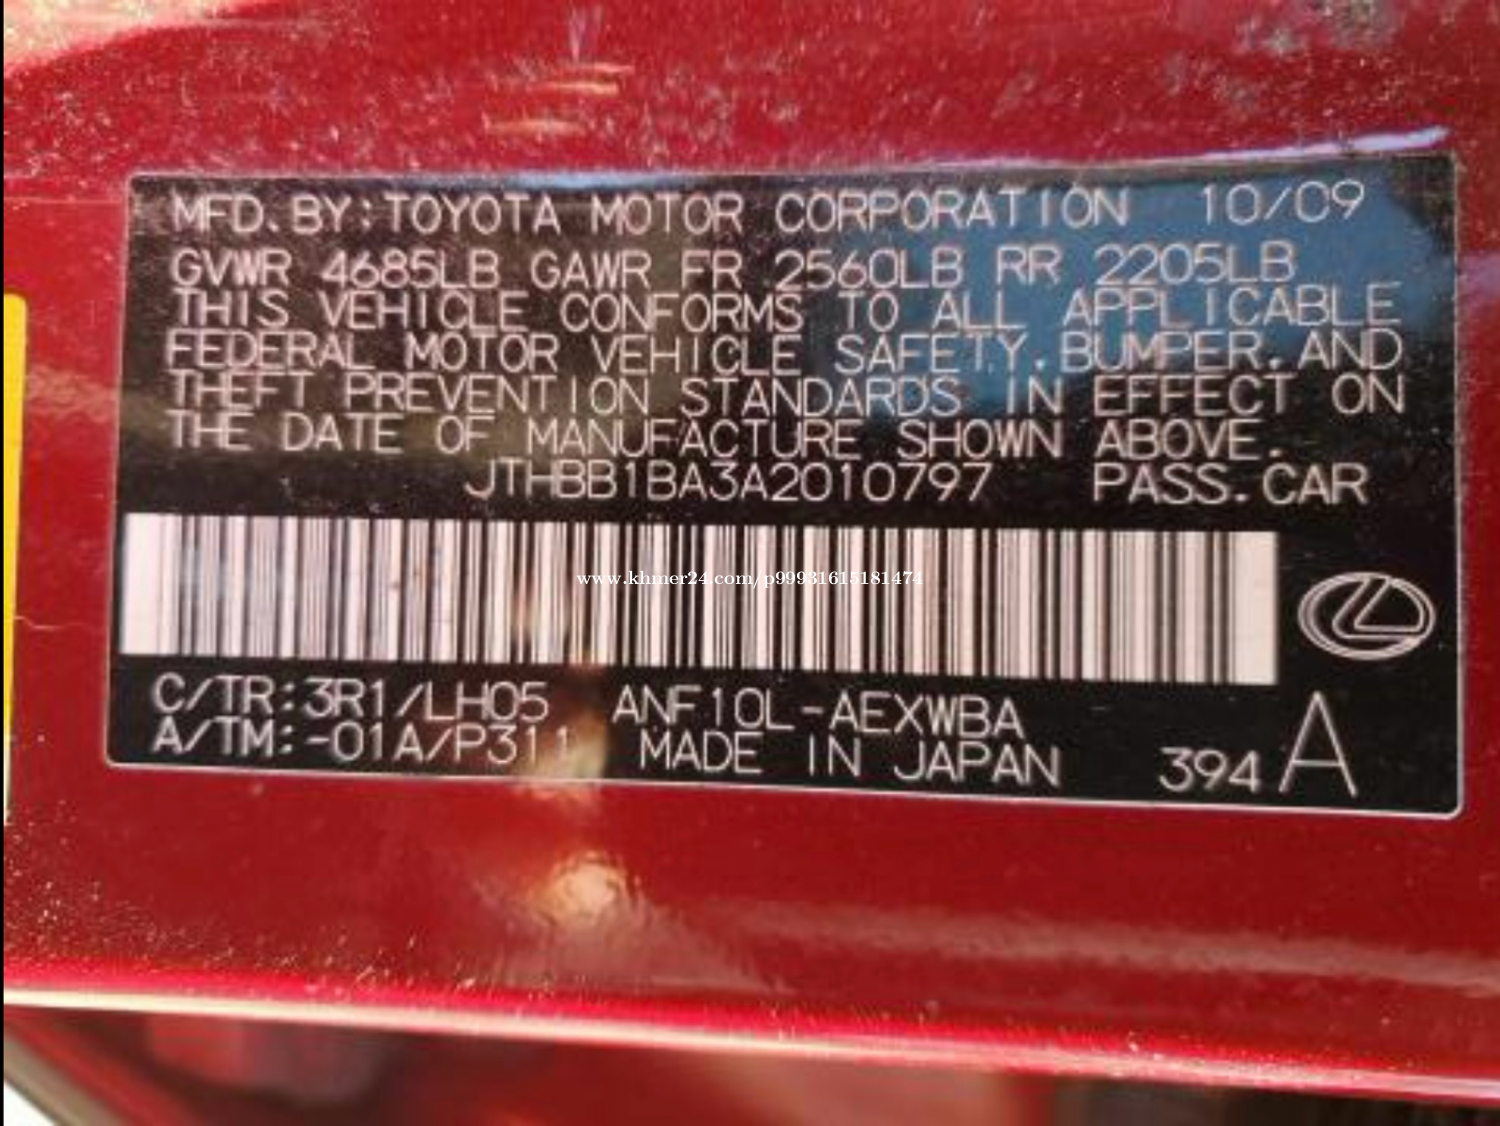 MFD.BY:TOYOTA MOTOR CORPORATION 10/09
GVWR 4685LB GAWR FR 2560LB RR 2205LB
THIS VEHICLE CONFORMS TO ALL APPLICABLE
FEDERAL MOTOR VEHICLE SAFETY.BUMPER.AND
THEFT PREVENTION STANDARDS IN EFFECT ON
THE DATE OF MANUFACTURE SHOWN ABOVE.
JTHBB1BA3A2010797 PASS.CAR
www.khmer24.com/p99931615181474
C/TR:3R1/LH05 ANF10L-AEXWBA
A/TM:-01A/P311 MADE IN JAPAN 394 A